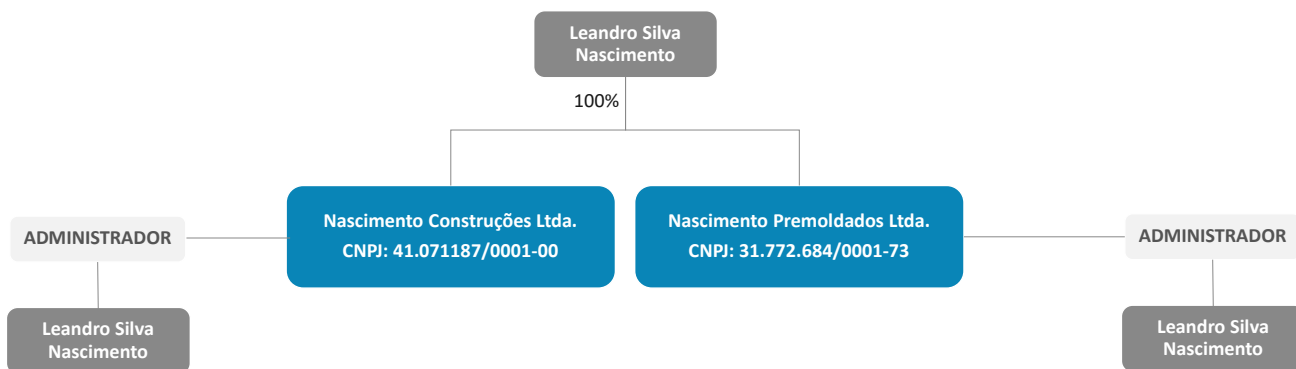 Leandro Silva
Nascimento
100%
Nascimento Construções Ltda.
CNPJ: 41.071187/0001-00
Nascimento Premoldados Ltda.
CNPJ: 31.772.684/0001-73
ADMINISTRADOR
ADMINISTRADOR
Leandro Silva
Nascimento
Leandro Silva
Nascimento